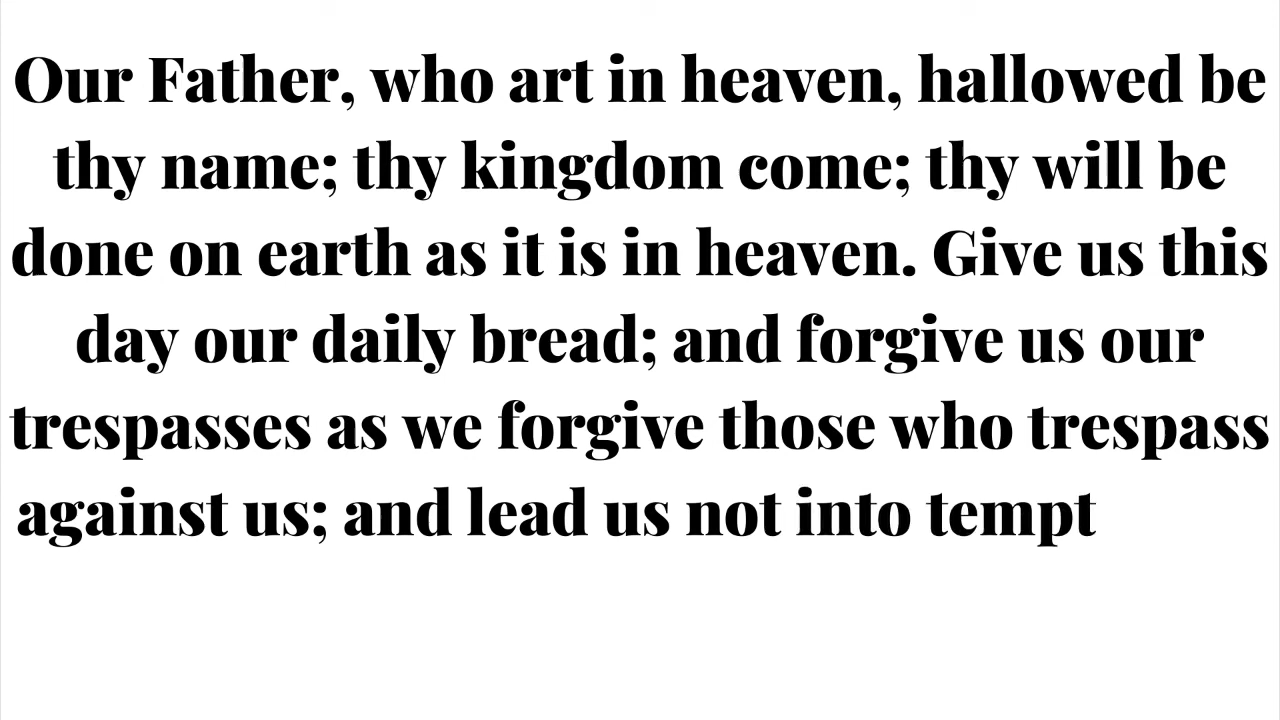 Our Father, who art in heaven, hallowed be
thy name; thy kingdom come; thy will be
done on earth as it is in heaven. Give us this
day our daily bread; and forgive us our
trespasses as we forgive those who trespass
against us; and lead us not into tempt